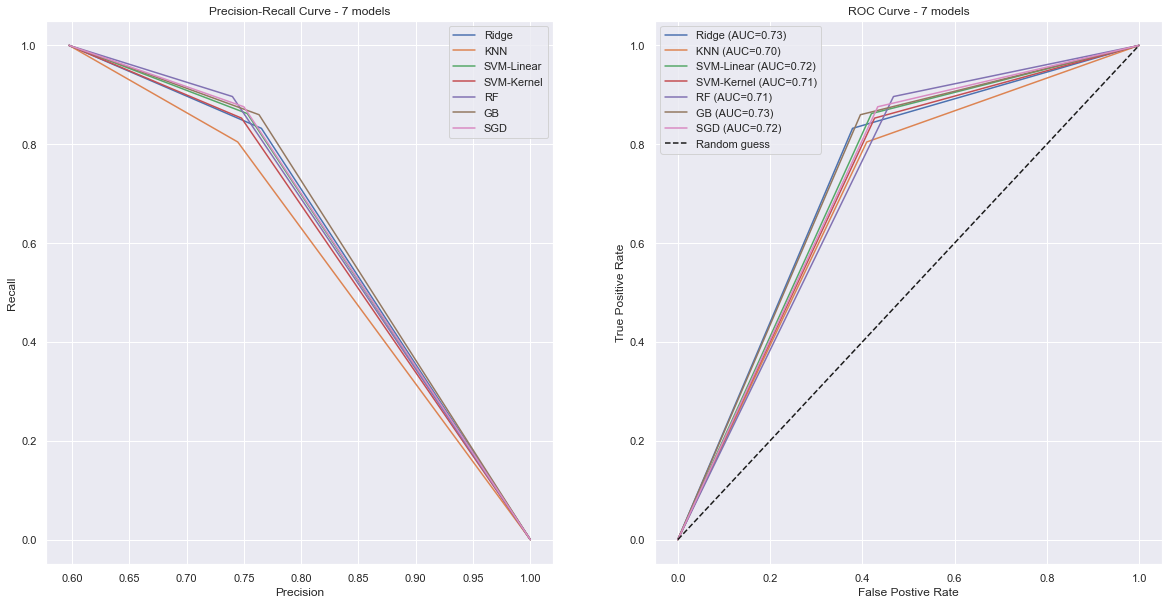 Precision-Recall Curve - 7 models
Ridge
KNN
SVM-Linear
SVM-Kernel
RF
GB
SGD
1.0
0.8
0.6
0.4
0.2
0.0
Recall
0.60 0.65 0.70 0.75 0.80 0.85 0.90 0.95 1.00
Precision
ROC Curve - 7 models
Ridge (AUC=0.73)
KNN (AUC=0.70)
SVM-Linear (AUC=0.72)
SVM-Kernel (AUC=0.71)
RF (AUC=0.71)
GB (AUC=0.73)
SGD (AUC=0.72)
Random guess
1.0
0.8
0.6
0.4
0.2
0.0
True Positive Rate
0.0 0.2 0.4 0.6 0.8 1.0
False Postive Rate